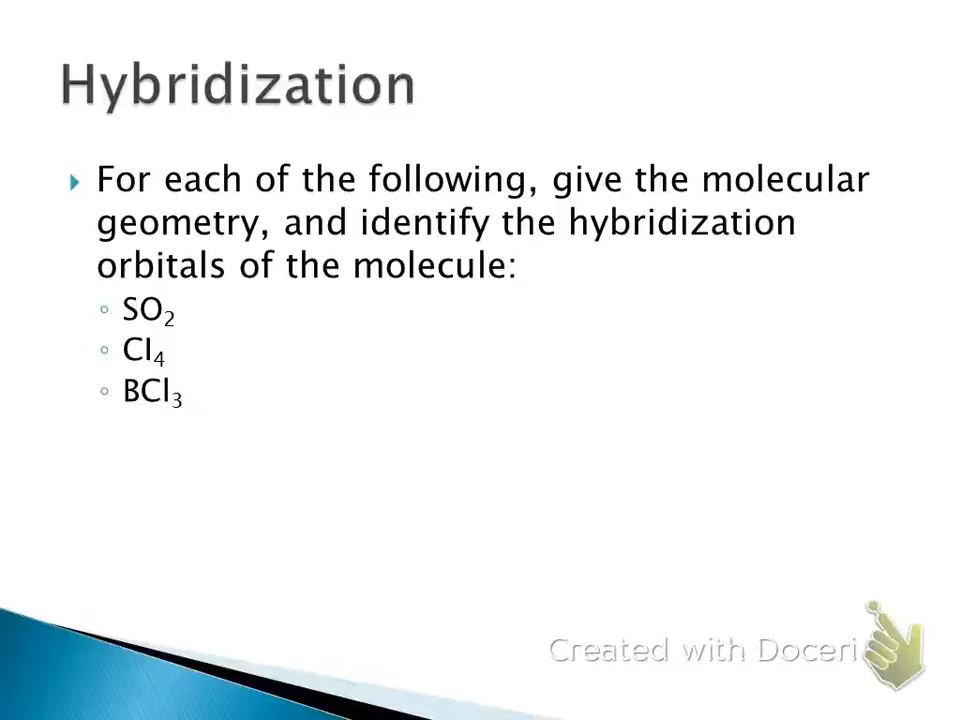 Hybridization
For each of the following, give the molecular
geometry, and identify the hybridization
orbitals of the molecule:
SO₂
CI₄
BCl₃
Created with Doceri